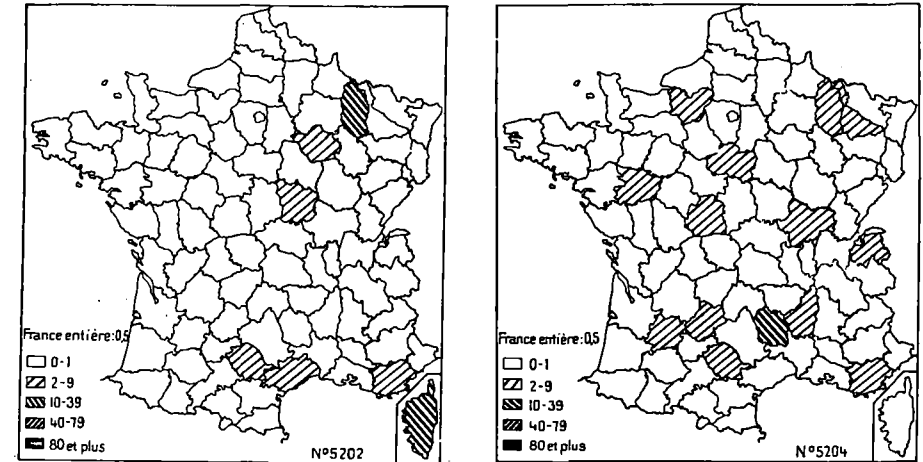 France entière:0,5
0-1
2-9
10-39
40-79
80 et plus
N°5202
France entière:0,5
0-1
2-9
10-39
40-79
80 et plus
N°5204